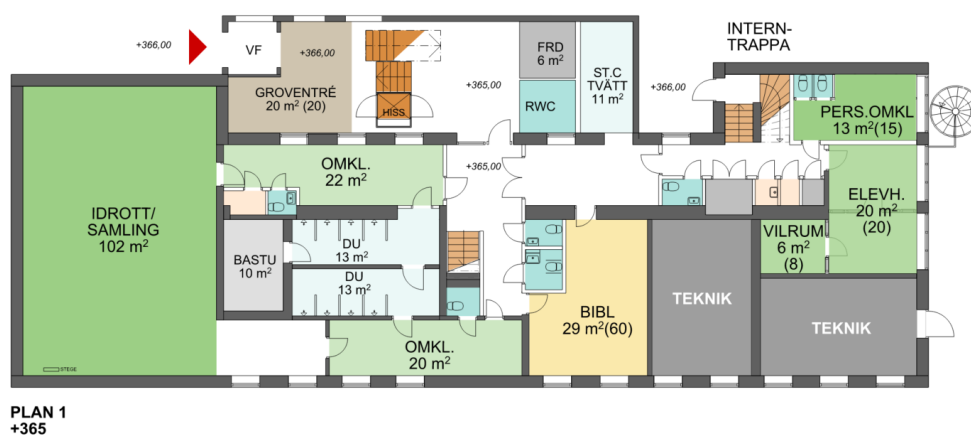 INTERN-
TRAPPA
+366,00
VF
+366,00
GROVENTRÉ
20 m² (20)
HISS
+365,00
FRD
6 m²
RWC
ST.C
TVÄTT
11 m²
+366,00
PERS.OMKL
13 m²(15)
OMKL.
22 m²
+365,00
IDROTT/
SAMLING
102 m²
BASTU
10 m²
DU
13 m²
DU
13 m²
ELEVH.
20 m²
(20)
VILRUM
6 m²
(8)
BIBL
29 m²(60)
TEKNIK
TEKNIK
OMKL.
20 m²
STEGE
PLAN 1
+365